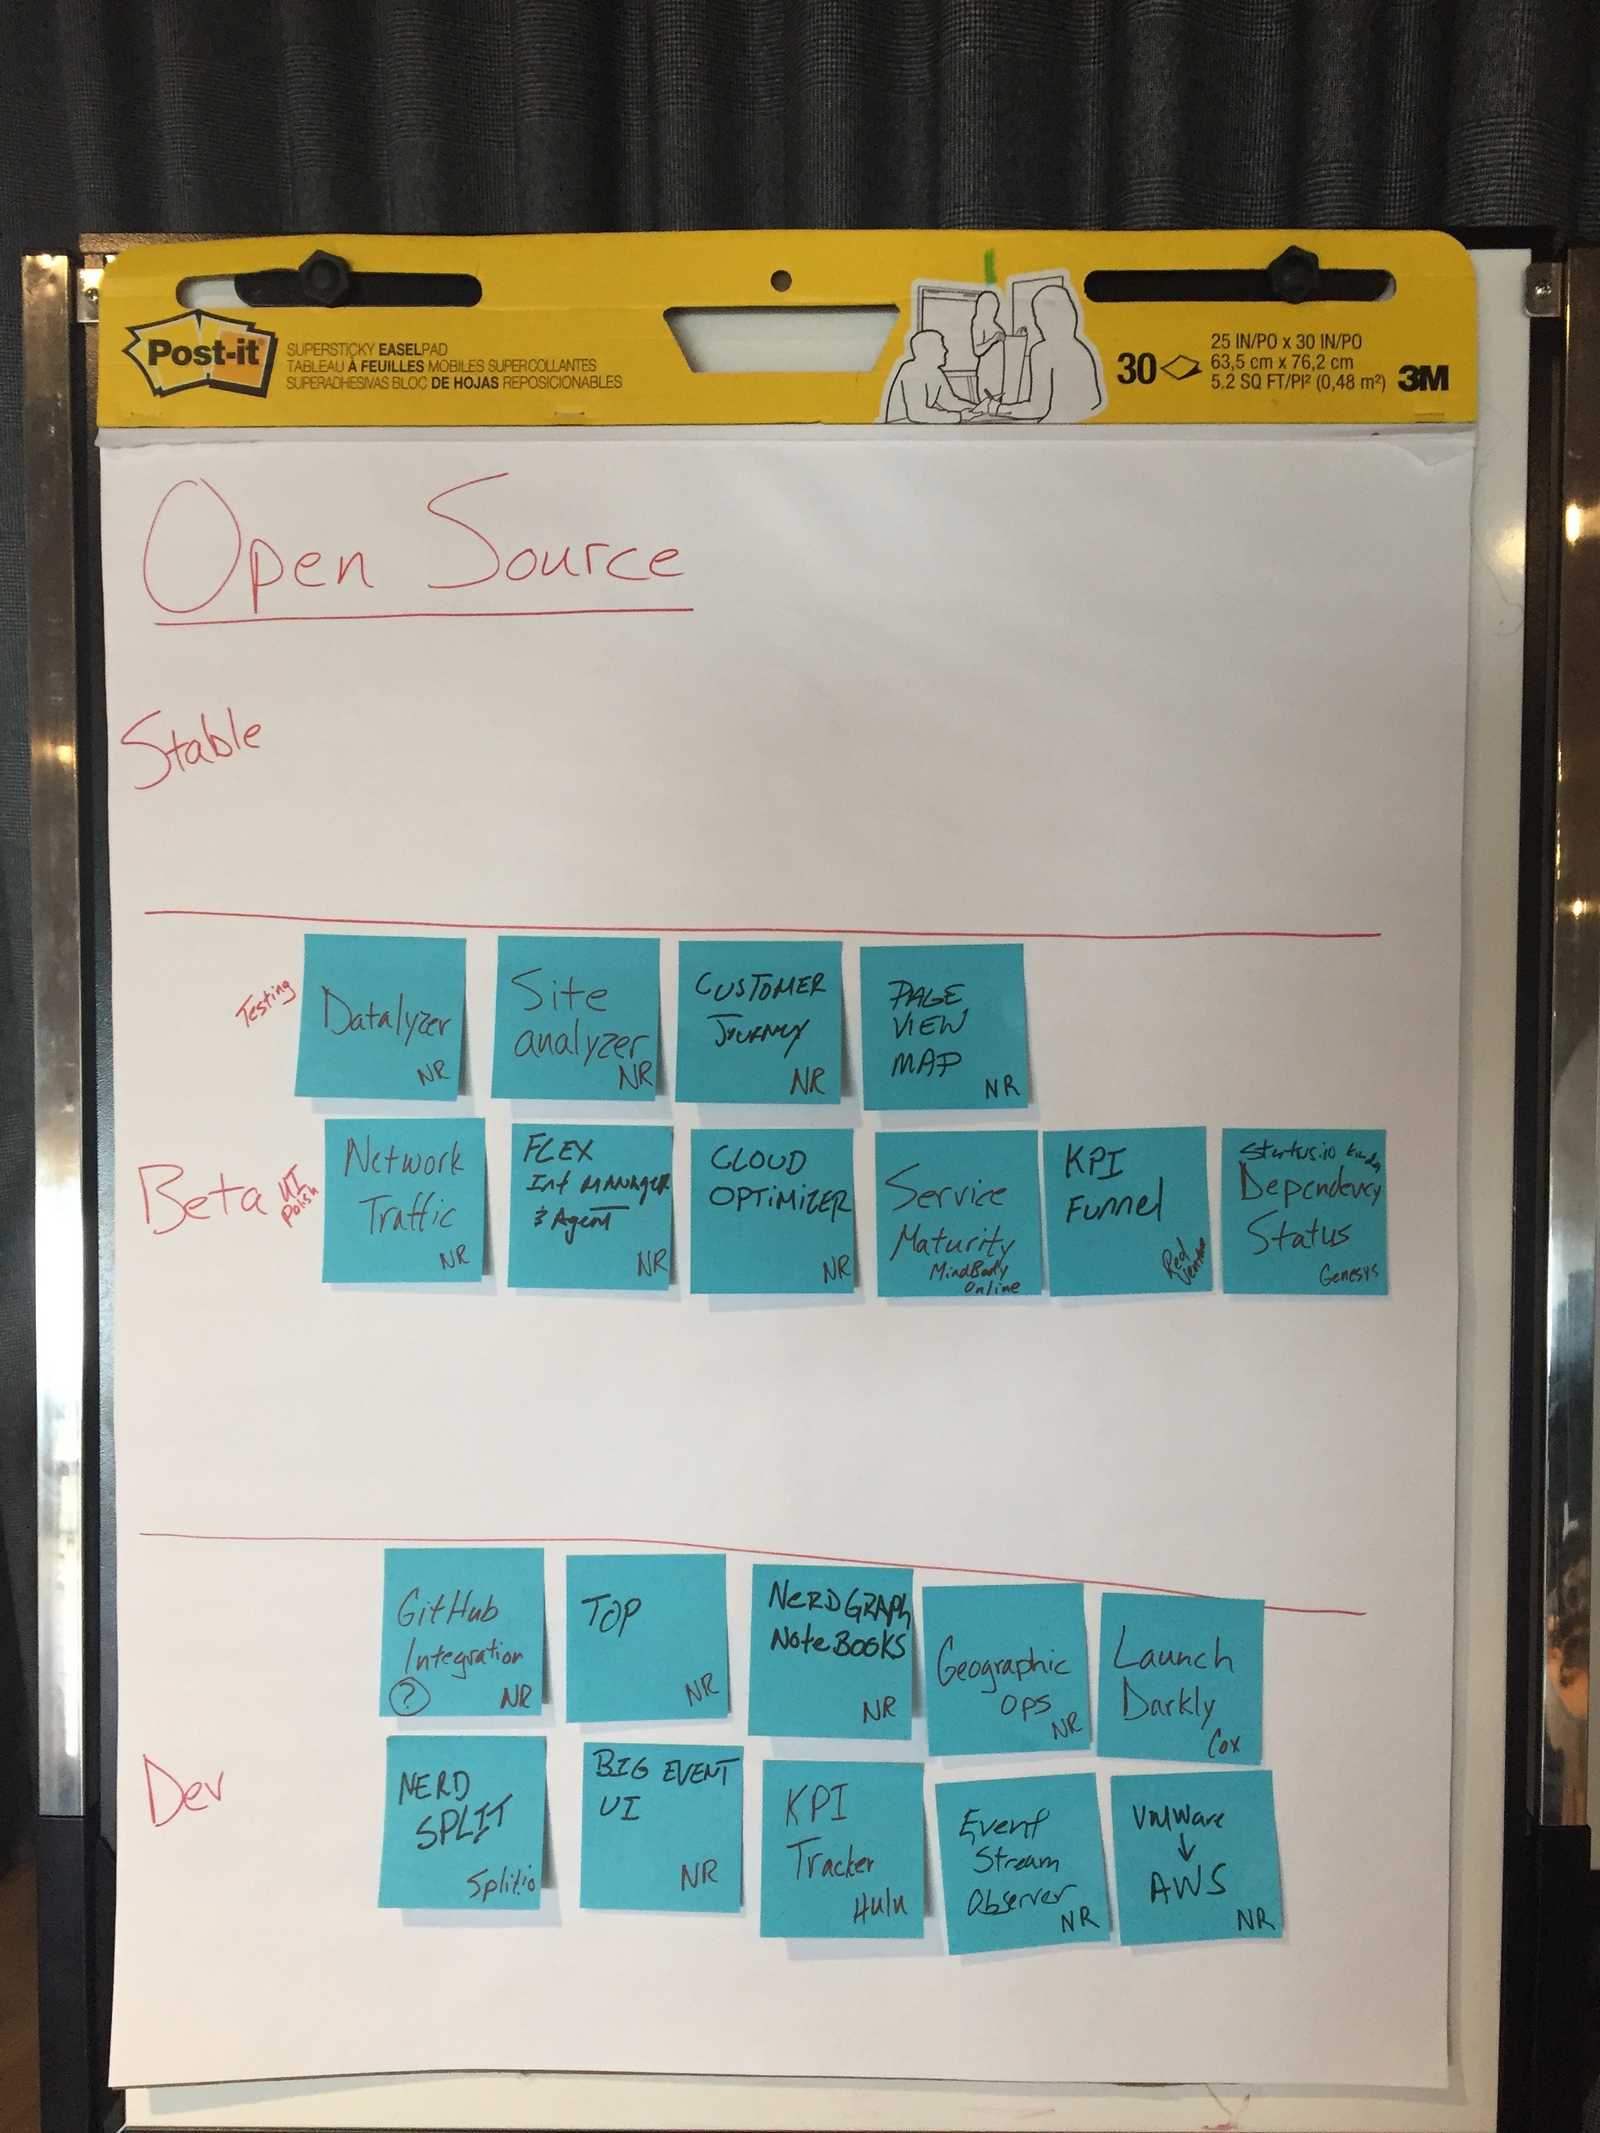 Post-it
SUPERSTICKY EASELPAD
TABLEAU À FEUILLES MOBILES SUPERCOLLANTES
SUPERADHESIVAS BLOC DE HOJAS REPOSICIONABLES
30
25 IN/PO x 30 IN/PO
63,5 cm x 76,2 cm
5.2 SQ FT/PI² (0,48 m²)
3M
Open Source
Stable
Testing
Datalyzer
NR
Site
analyzer
NR
CUSTOMER
JOURNEY
NR
PAGE
VIEW
MAP
NR
Beta
UI
Polish
Network
Traffic
NR
FLEX
Int MANAGER
& Agent
NR
CLOUD
OPTIMIZER
NR
Service
Maturity
MindBody
Online
KPI
Funnel
Red
Status.io kinda
Dependency
Status
Genesys
Dev
GitHub
Integration
? NR
TOP
NR
NERDGRAPH
NoteBOOKS
NR
Geographic
OPS
NR
Launch
Darkly
Cox
NERD
SPLIT
Split.io
BIG EVENT
UI
NR
KPI
Tracker
Hulu
Event
Stream
Observer
NR
VMWare
↓
AWS
NR